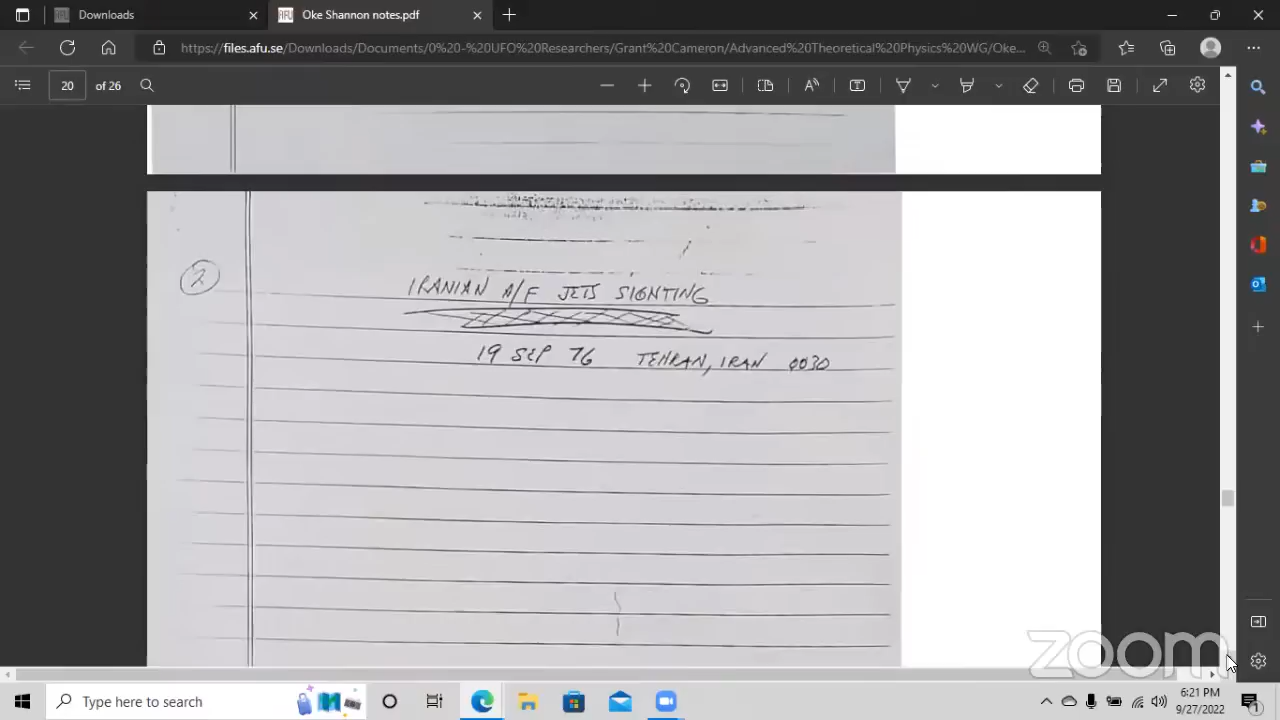 Downloads
Oke Shannon notes.pdf
https://files.afu.se/Downloads/Documents/0%20-%20UFO%20Researchers/Grant%20Cameron/Advanced%20Theoretical%20Physics%20WG/Oke...
20 of 26
2
IRANIAN A/F JETS SIGHTING
19 SEP 76 TEHRAN, IRAN 0030
zoom
Type here to search
6:21 PM
9/27/2022